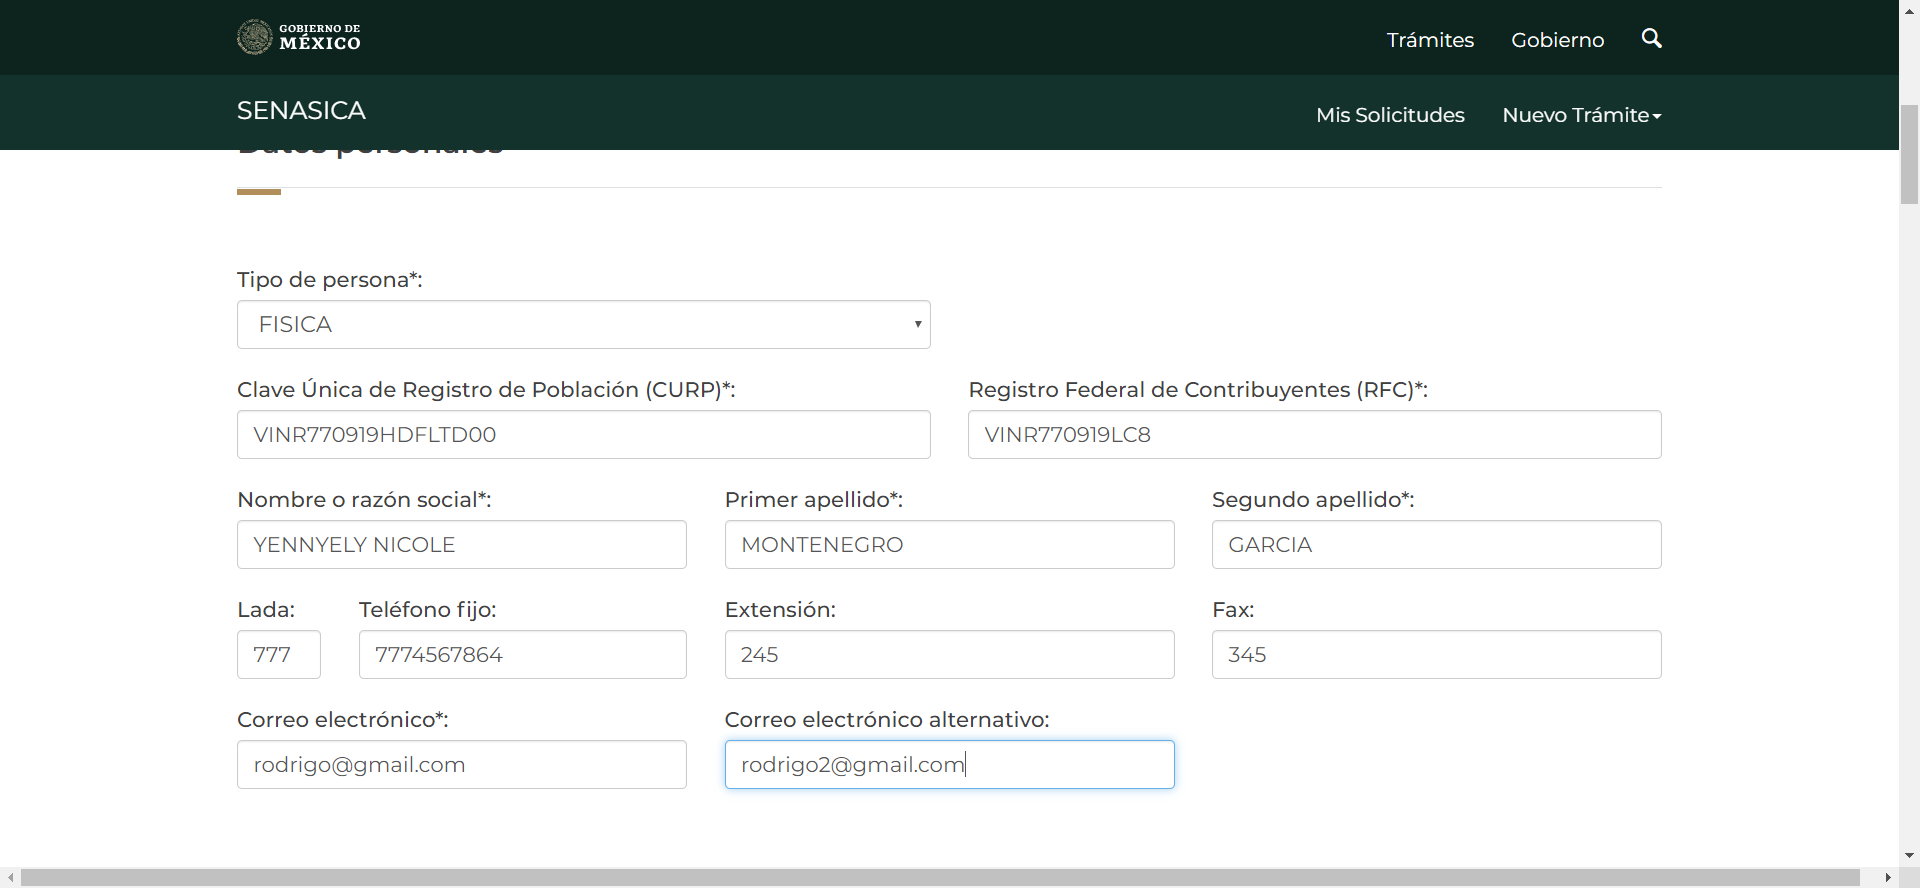 GOBIERNO DE
MÉXICO
Trámites
Gobierno
SENASICA
Mis Solicitudes
Nuevo Trámite
Datos personales
Tipo de persona*:
FISICA
Clave Única de Registro de Población (CURP)*:
Registro Federal de Contribuyentes (RFC)*:
VINR770919HDFLTD00
VINR770919LC8
Nombre o razón social*:
Primer apellido*:
Segundo apellido*:
YENNYELY NICOLE
MONTENEGRO
GARCIA
Lada:
Teléfono fijo:
Extensión:
Fax:
777
7774567864
245
345
Correo electrónico*:
Correo electrónico alternativo:
rodrigo@gmail.com
rodrigo2@gmail.com